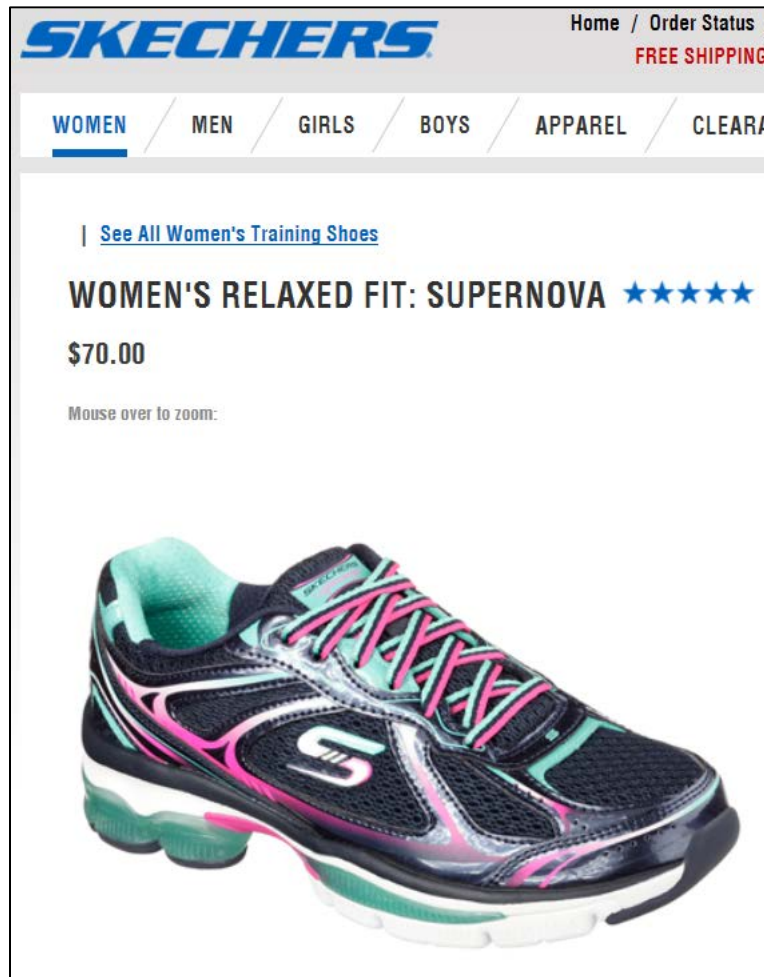 SKECHERS
Home / Order Status
FREE SHIPPING
WOMEN / MEN / GIRLS / BOYS / APPAREL / CLEARA
| See All Women's Training Shoes
WOMEN'S RELAXED FIT: SUPERNOVA ★★★★★
$70.00
Mouse over to zoom:
SKECHERS
S
S